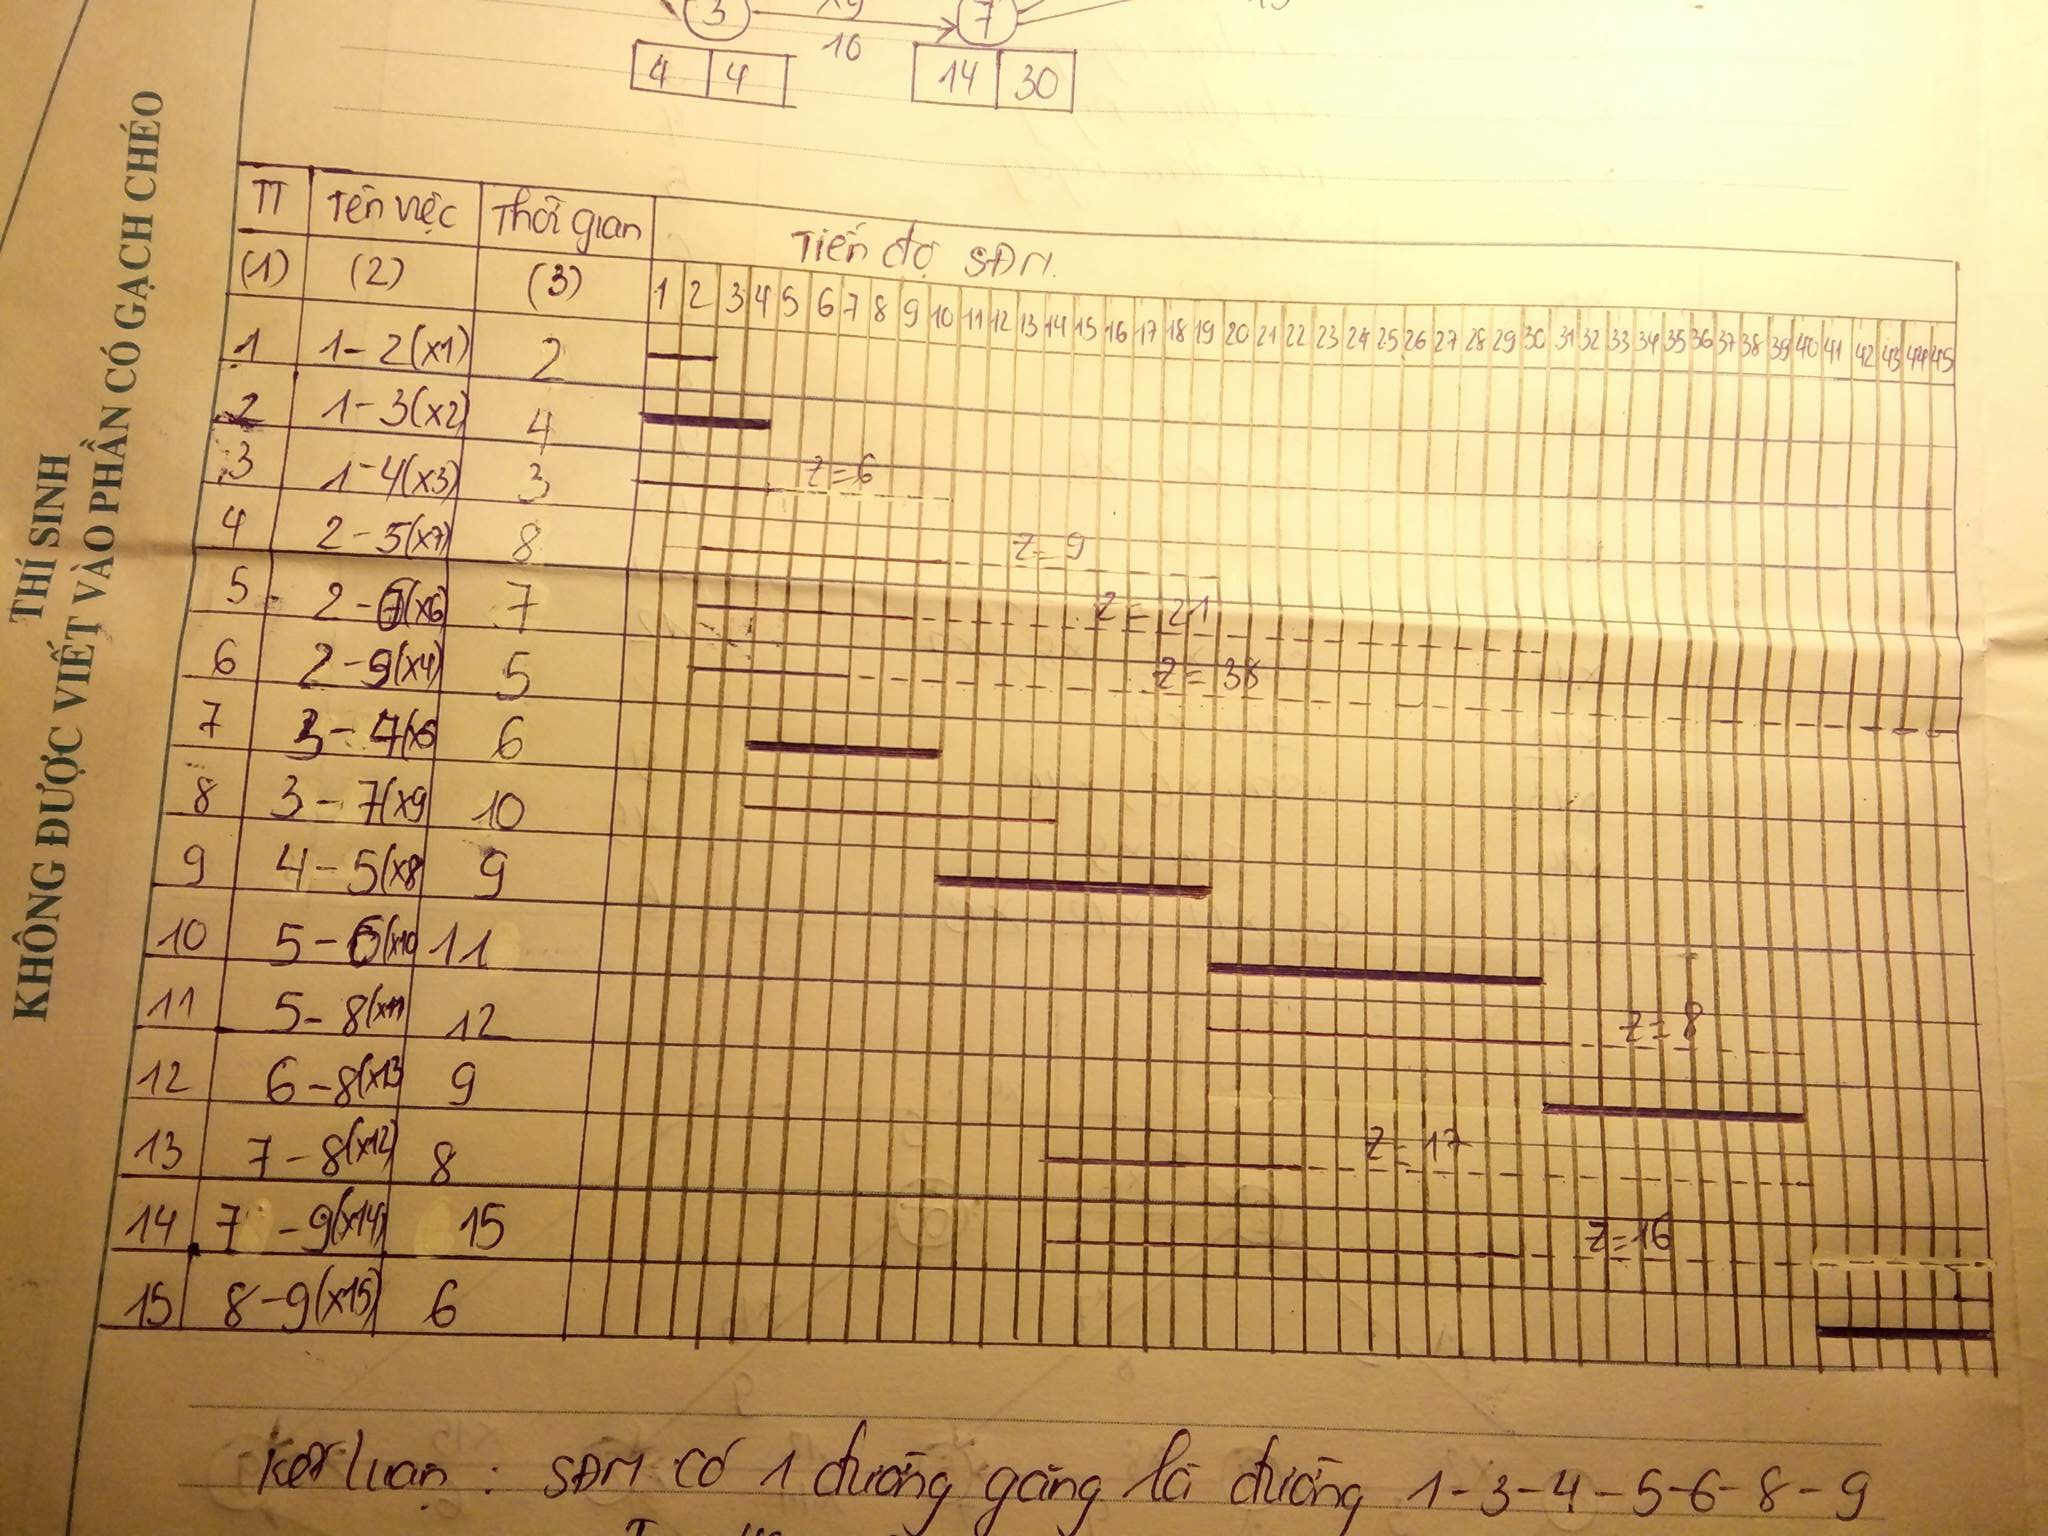 3 x9 7 15
10
4 4 14 30
THÍ SINH
KHÔNG ĐƯỢC VIẾT VÀO PHẦN CÓ GẠCH CHÉO
TT Tên việc Thời gian Tiến độ SĐM.
(1) (2) (3) 1 2 3 4 5 6 7 8 9 10 11 12 13 14 15 16 17 18 19 20 21 22 23 24 25 26 27 28 29 30 31 32 33 34 35 36 37 38 39 40 41 42 43 44 45
1 1-2(x1) 2
2 1-3(x2) 4
3 1-4(x3) 3 z=6
4 2-5(x7) 8 z=9
5 2-6(x6) 7 z=21
6 2-9(x4) 5 z=38
7 3-4(x5 6
8 3-7(x9 10
9 4-5(x8 9
10 5-6(x10 11
11 5-8(x11 12 z=8
12 6-8(x13 9
13 7-8(x12) 8 z=17
14 7-9(x14) 15 z=16
15 8-9(x15) 6
Kết luận: SĐM có 1 đường găng là đường 1-3-4-5-6-8-9